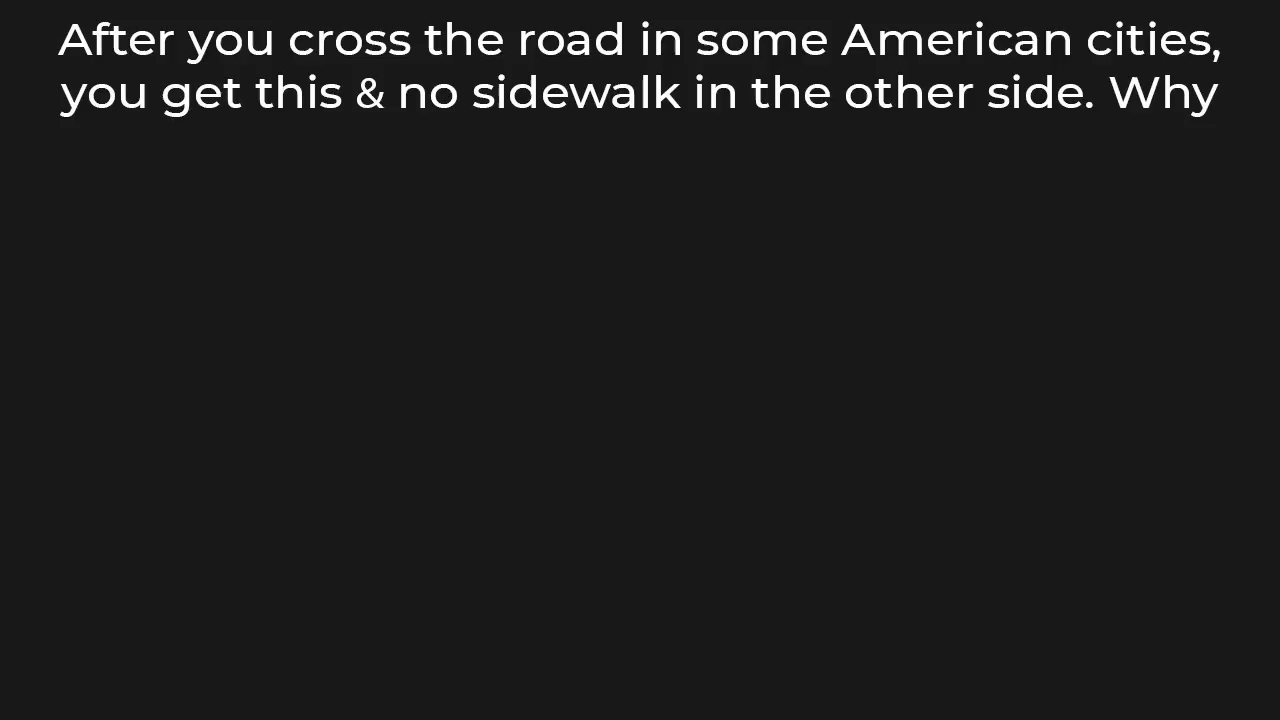 After you cross the road in some American cities,
you get this & no sidewalk in the other side. Why